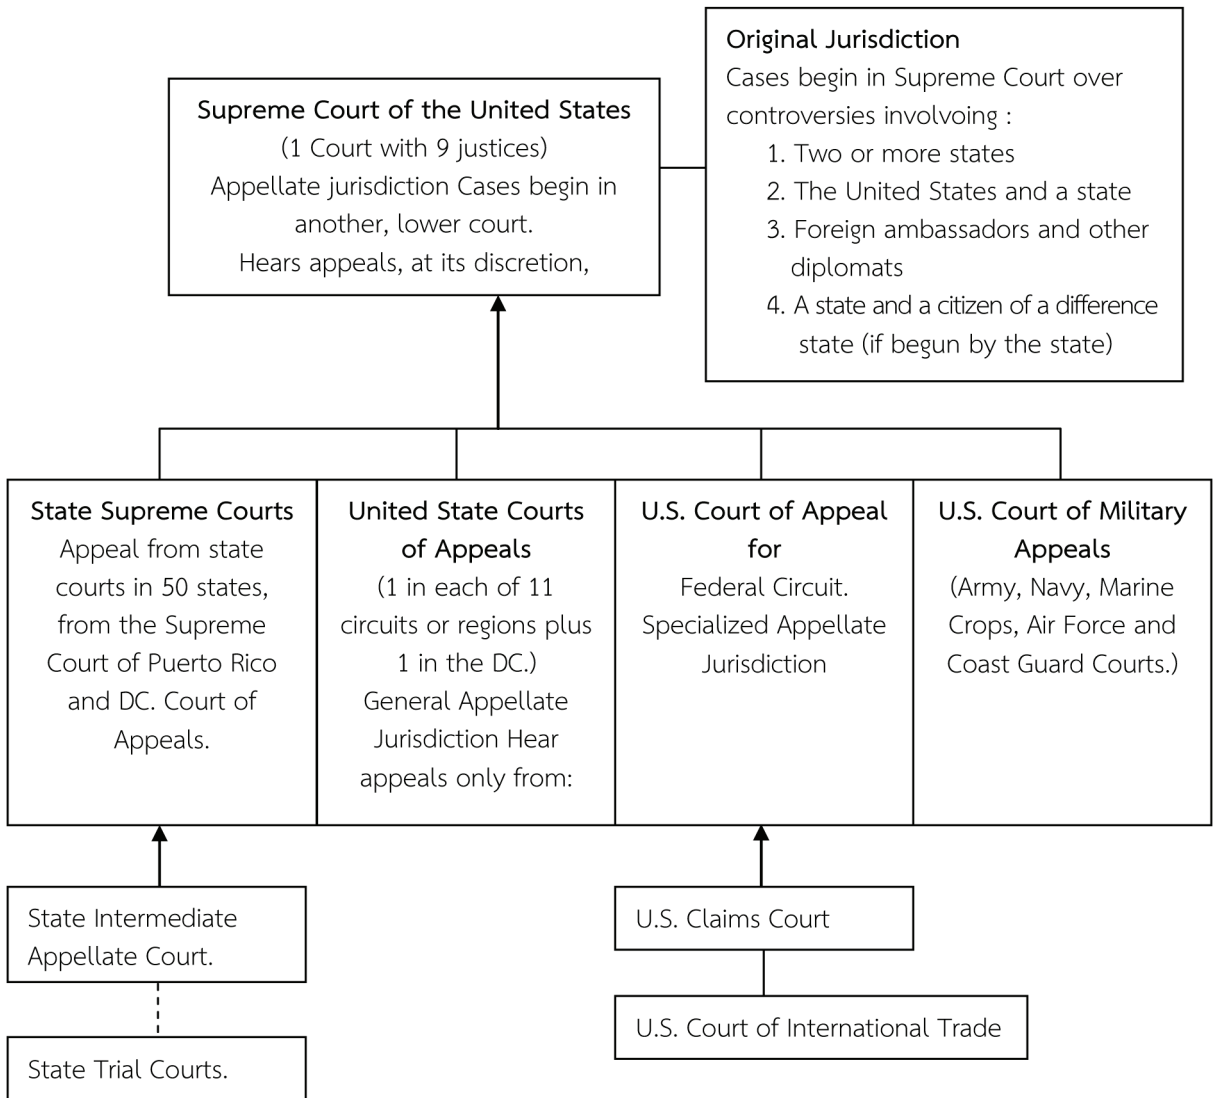 Original Jurisdiction
Cases begin in Supreme Court over
controversies involvoing :
1. Two or more states
2. The United States and a state
3. Foreign ambassadors and other
diplomats
4. A state and a citizen of a difference
state (if begun by the state)
Supreme Court of the United States
(1 Court with 9 justices)
Appellate jurisdiction Cases begin in
another, lower court.
Hears appeals, at its discretion,
State Supreme Courts
Appeal from state
courts in 50 states,
from the Supreme
Court of Puerto Rico
and DC. Court of
Appeals.
United State Courts
of Appeals
(1 in each of 11
circuits or regions plus
1 in the DC.)
General Appellate
Jurisdiction Hear
appeals only from:
U.S. Court of Appeal
for
Federal Circuit.
Specialized Appellate
Jurisdiction
U.S. Court of Military
Appeals
(Army, Navy, Marine
Crops, Air Force and
Coast Guard Courts.)
State Intermediate
Appellate Court.
State Trial Courts.
U.S. Claims Court
U.S. Court of International Trade